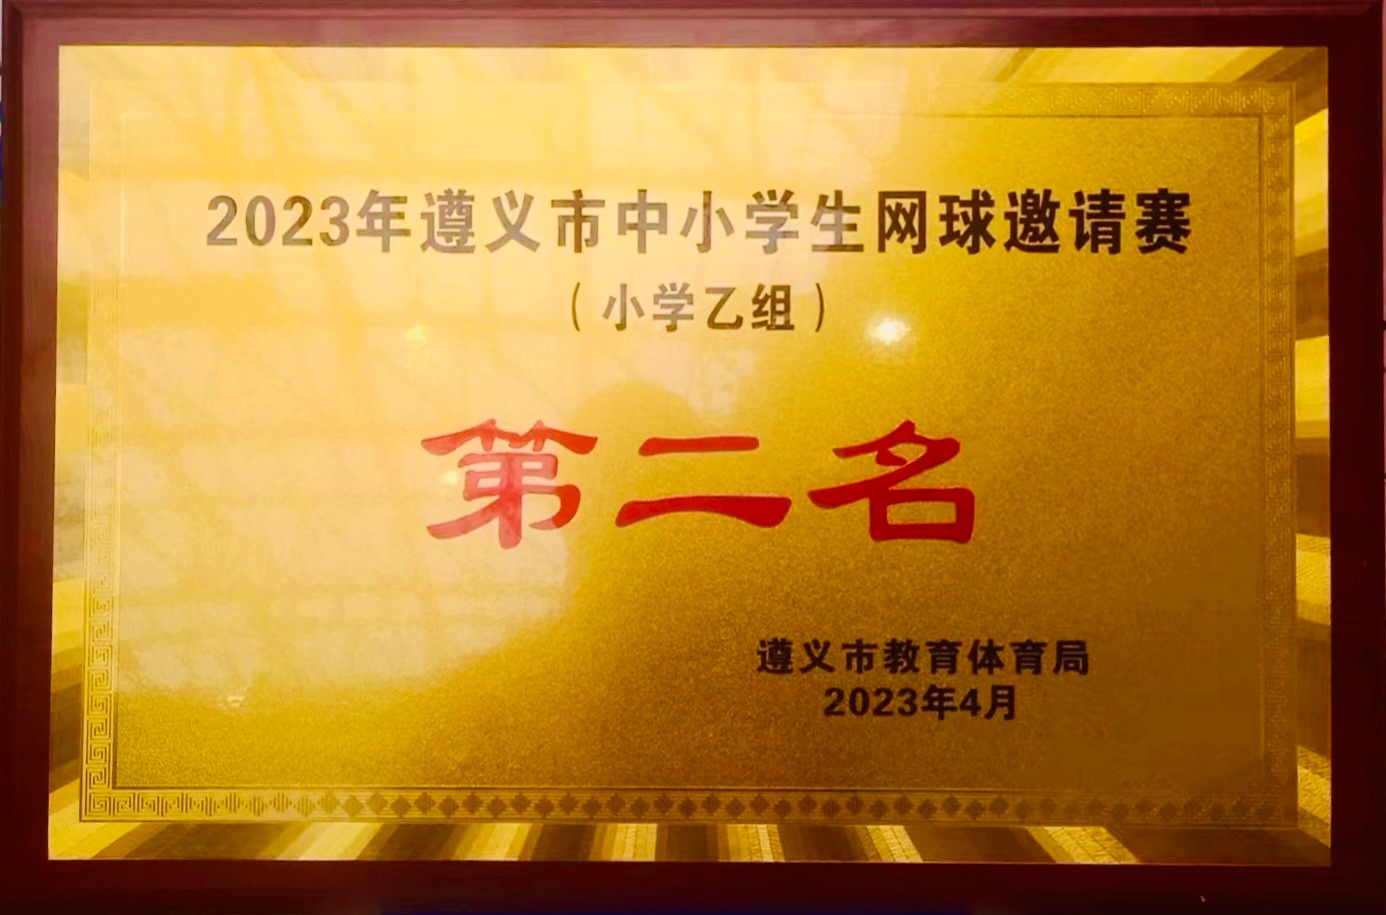 2023年遵义市中小学生网球邀请赛
（小学乙组）
第二名
遵义市教育体育局
2023年4月